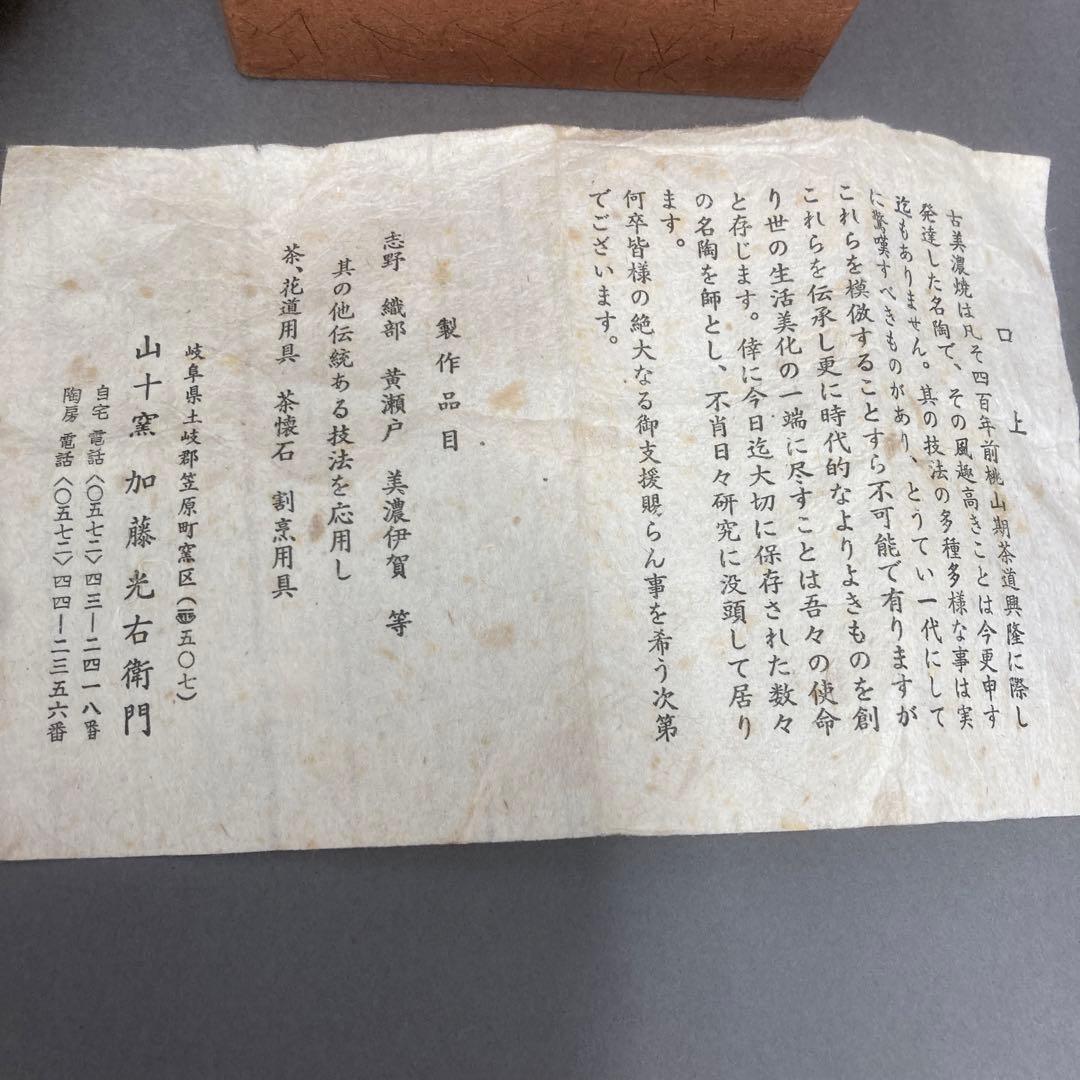 口上
古美濃焼は凡そ四百年前桃山期茶道興隆に際し
発達した名陶で、その風趣高きことは今更申す
迄もありません。其の技法の多種多様な事は実
に驚嘆すべきものがあり、とうてい一代にして
これらを模倣することすら不可能で有りますが
これらを伝承し更に時代的なよりよきものを創
り世の生活美化の一端に尽すことは吾々の使命
と存じます。倖に今日迄大切に保存された数々
の名陶を師とし、不肖日々研究に没頭して居り
ます。
何卒皆様の絶大なる御支援賜らん事を希う次第
でございます。
製作品目
志野 織部 黄瀬戸 美濃伊賀 等
其の他伝統ある技法を応用し
茶、花道用具 茶懐石 割烹用具
岐阜県土岐郡笠原町窯区(五〇七)
山十窯 加藤光右衛門
自宅 電話〈〇五七二〉四三―二四一八番
陶房 電話〈〇五七二〉四四―二三五六番